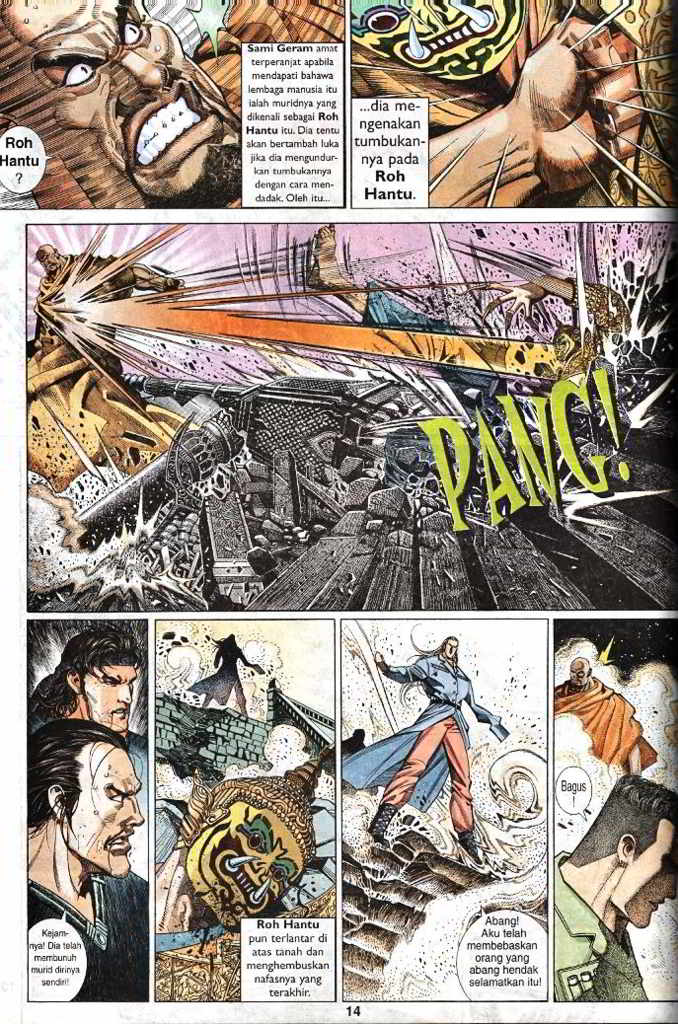 Roh
Hantu
?
Sami Geram amat
terperanjat apabila
mendapati bahawa
lembaga manusia itu
ialah muridnya yang
dikenali sebagai Roh
Hantu itu. Dia tentu
akan bertambah luka
jika dia mengundur-
kan tumbukannya
dengan cara men-
dadak. Oleh itu...
...dia me-
ngenakan
tumbukan-
nya pada
Roh
Hantu.
PANG!
Kejam-
nya! Dia telah
membunuh
murid dirinya
sendiri!
Roh Hantu
pun terlantar di
atas tanah dan
menghembuskan
nafasnya yang
terakhir.
Abang!
Aku telah
membebaskan
orang yang
abang hendak
selamatkan itu!
Bagus
!
14